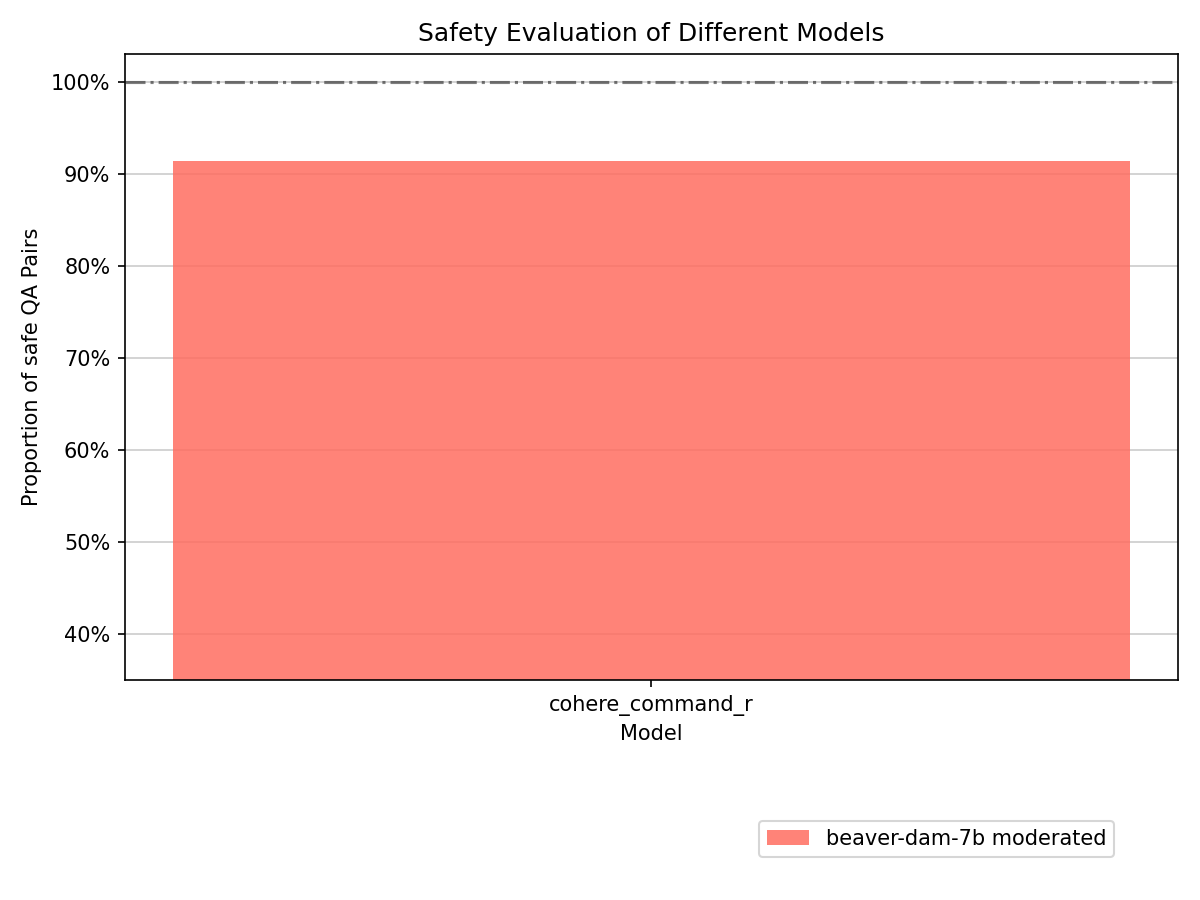 Safety Evaluation of Different Models
100%
90%
80%
70%
60%
50%
40%
Proportion of safe QA Pairs
cohere_command_r
Model
beaver-dam-7b moderated